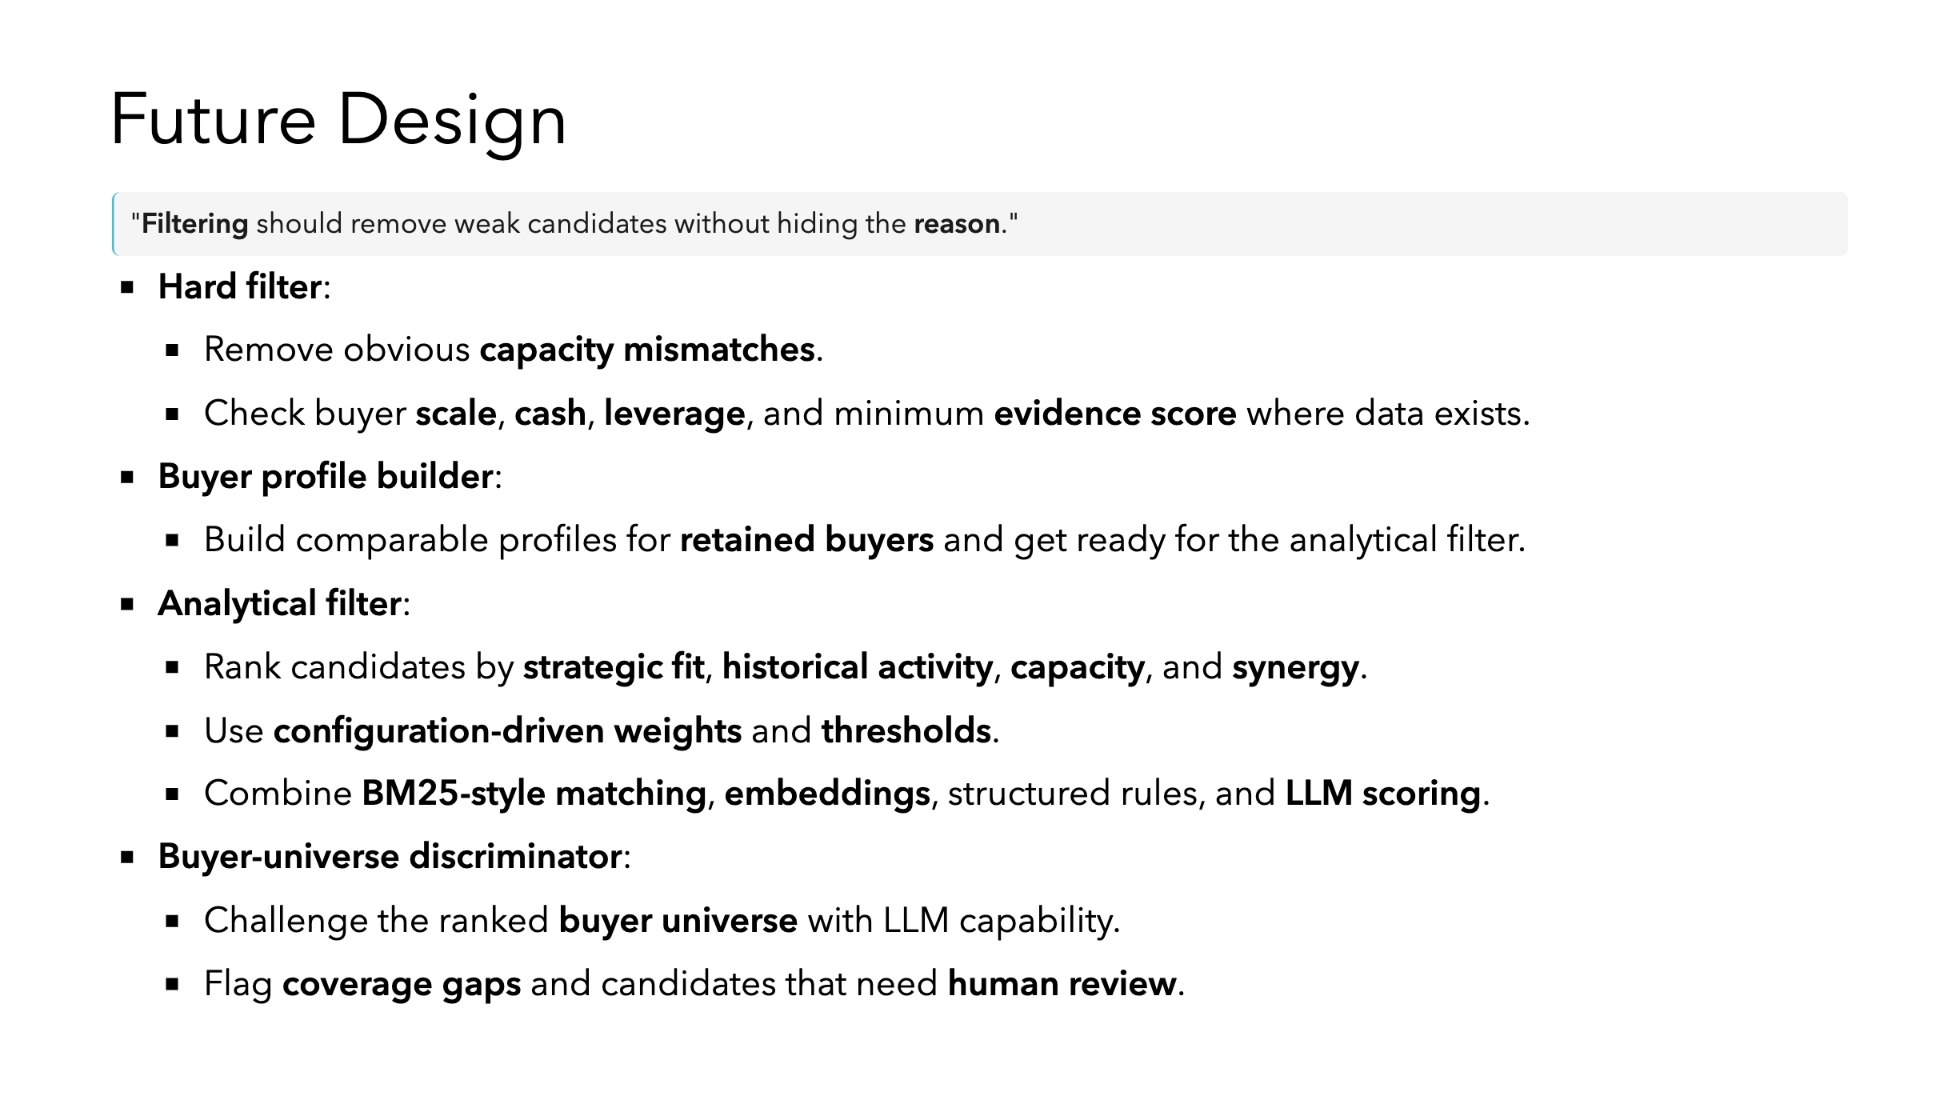 Future Design
"Filtering should remove weak candidates without hiding the reason."
▪ Hard filter:
▪ Remove obvious capacity mismatches.
▪ Check buyer scale, cash, leverage, and minimum evidence score where data exists.
▪ Buyer profile builder:
▪ Build comparable profiles for retained buyers and get ready for the analytical filter.
▪ Analytical filter:
▪ Rank candidates by strategic fit, historical activity, capacity, and synergy.
▪ Use configuration-driven weights and thresholds.
▪ Combine BM25-style matching, embeddings, structured rules, and LLM scoring.
▪ Buyer-universe discriminator:
▪ Challenge the ranked buyer universe with LLM capability.
▪ Flag coverage gaps and candidates that need human review.